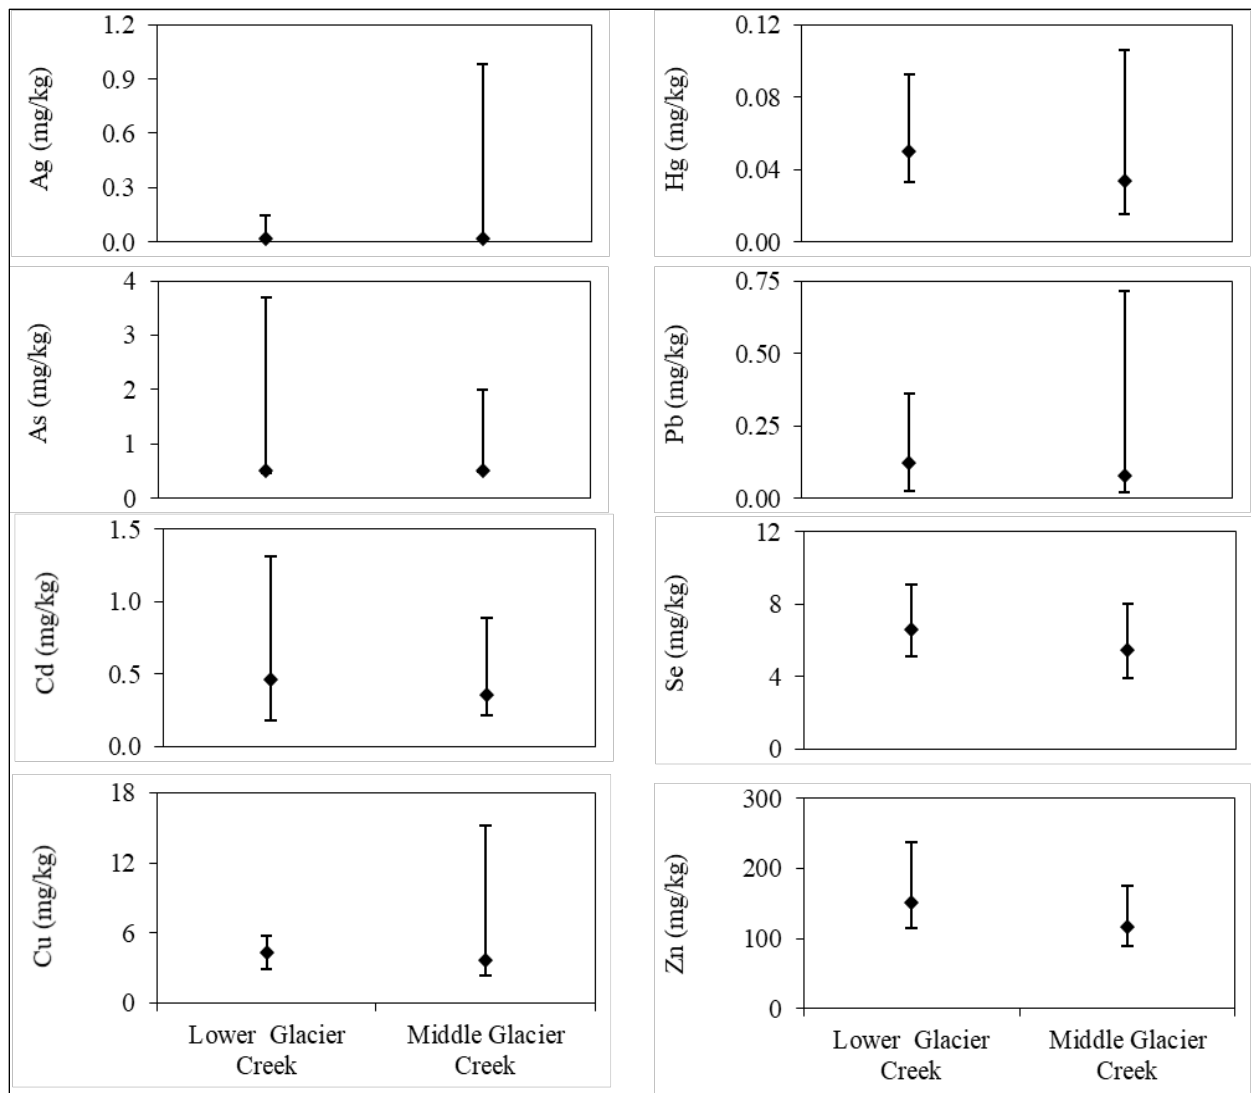 Ag (mg/kg)
1.2
0.9
0.6
0.3
0.0
Hg (mg/kg)
0.12
0.08
0.04
0.00
As (mg/kg)
4
3
2
1
0
Pb (mg/kg)
0.75
0.50
0.25
0.00
Cd (mg/kg)
1.5
1.0
0.5
0.0
Se (mg/kg)
12
8
4
0
Cu (mg/kg)
18
12
6
0
Lower Glacier
Creek
Middle Glacier
Creek
Zn (mg/kg)
300
200
100
0
Lower Glacier
Creek
Middle Glacier
Creek